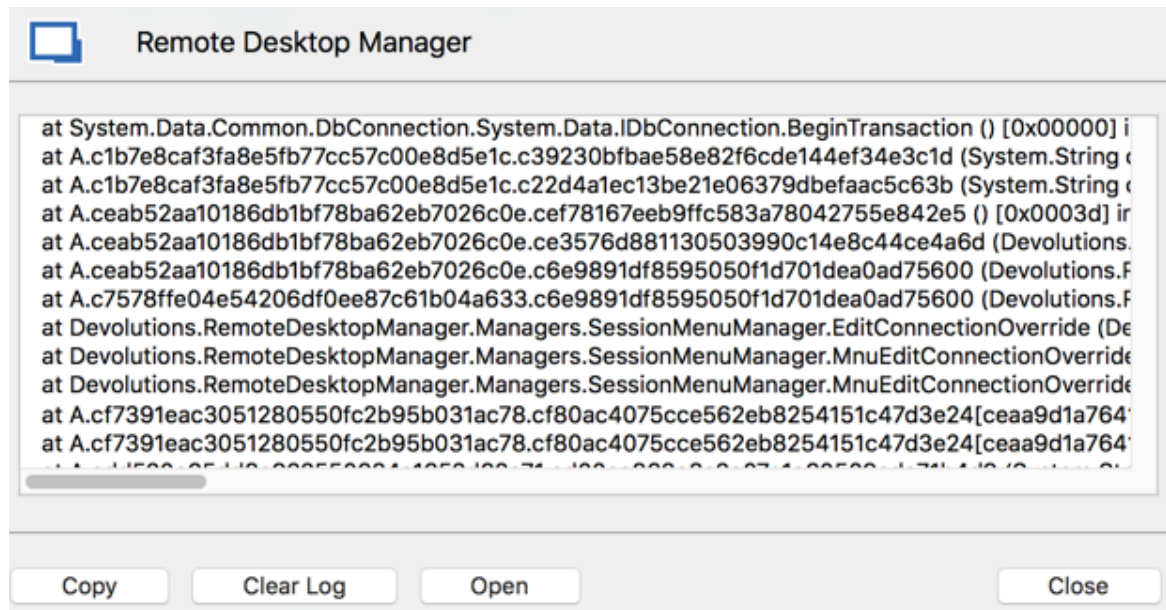 Remote Desktop Manager
at System.Data.Common.DbConnection.System.Data.IDbConnection.BeginTransaction () [0x00000] i
at A.c1b7e8caf3fa8e5fb77cc57c00e8d5e1c.c39230bfbae58e82f6cde144ef34e3c1d (System.String
at A.c1b7e8caf3fa8e5fb77cc57c00e8d5e1c.c22d4a1ec13be21e06379dbefaac5c63b (System.String
at A.ceab52aa10186db1bf78ba62eb7026c0e.cef78167eeb9ffc583a78042755e842e5 () [0x0003d] in
at A.ceab52aa10186db1bf78ba62eb7026c0e.ce3576d881130503990c14e8c44ce4a6d (Devolutions.
at A.ceab52aa10186db1bf78ba62eb7026c0e.c6e9891df8595050f1d701dea0ad75600 (Devolutions.
at A.c7578ffe04e54206df0ee87c61b04a633.c6e9891df8595050f1d701dea0ad75600 (Devolutions.
at Devolutions.RemoteDesktopManager.Managers.SessionMenuManager.EditConnectionOverride (De
at Devolutions.RemoteDesktopManager.Managers.SessionMenuManager.MnuEditConnectionOverride
at Devolutions.RemoteDesktopManager.Managers.SessionMenuManager.MnuEditConnectionOverride
at A.cf7391eac3051280550fc2b95b031ac78.cf80ac4075cce562eb8254151c47d3e24[ceaa9d1a764
at A.cf7391eac3051280550fc2b95b031ac78.cf80ac4075cce562eb8254151c47d3e24[ceaa9d1a764
Copy
Clear Log
Open
Close